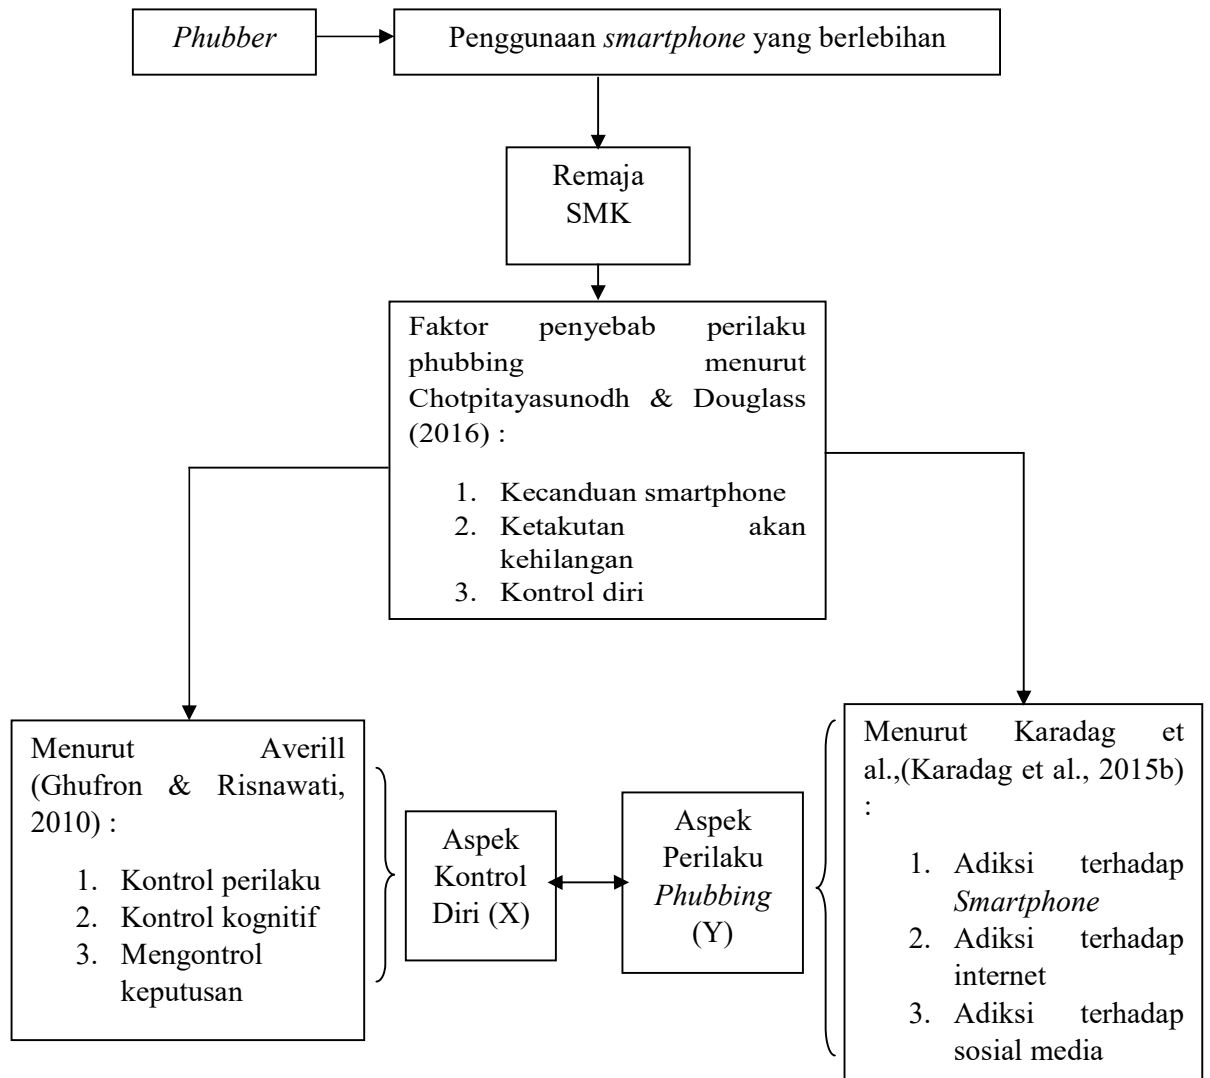 Phubber
Penggunaan smartphone yang berlebihan
Remaja
SMK
Faktor penyebab perilaku
phubbing menurut
Chotpitayasunodh & Douglass
(2016) :
1. Kecanduan smartphone
2. Ketakutan akan
kehilangan
3. Kontrol diri
Menurut Averill
(Ghufron & Risnawati,
2010) :
1. Kontrol perilaku
2. Kontrol kognitif
3. Mengontrol
keputusan
Aspek
Kontrol
Diri (X)
Aspek
Perilaku
Phubbing
(Y)
Menurut Karadag et
al.,(Karadag et al., 2015b)
:
1. Adiksi terhadap
Smartphone
2. Adiksi terhadap
internet
3. Adiksi terhadap
sosial media